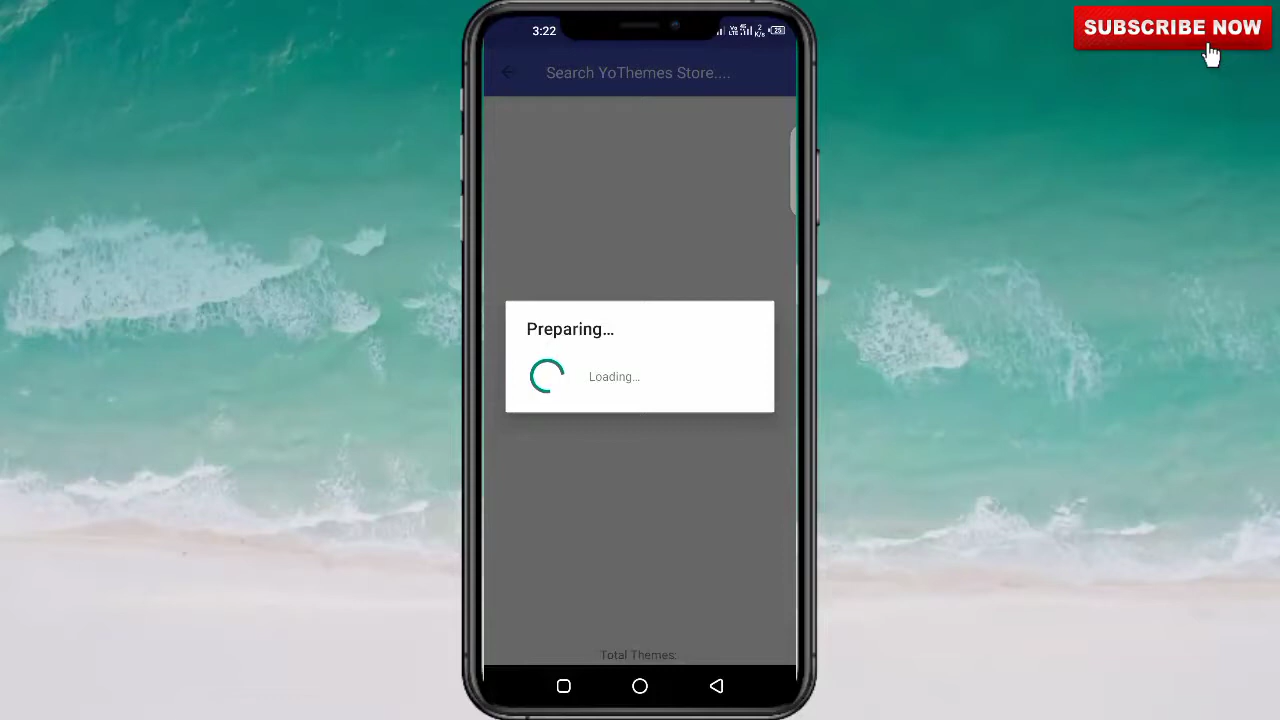 SUBSCRIBE NOW
3:22
Search YoThemes Store....
Preparing...
Loading...
Total Themes: